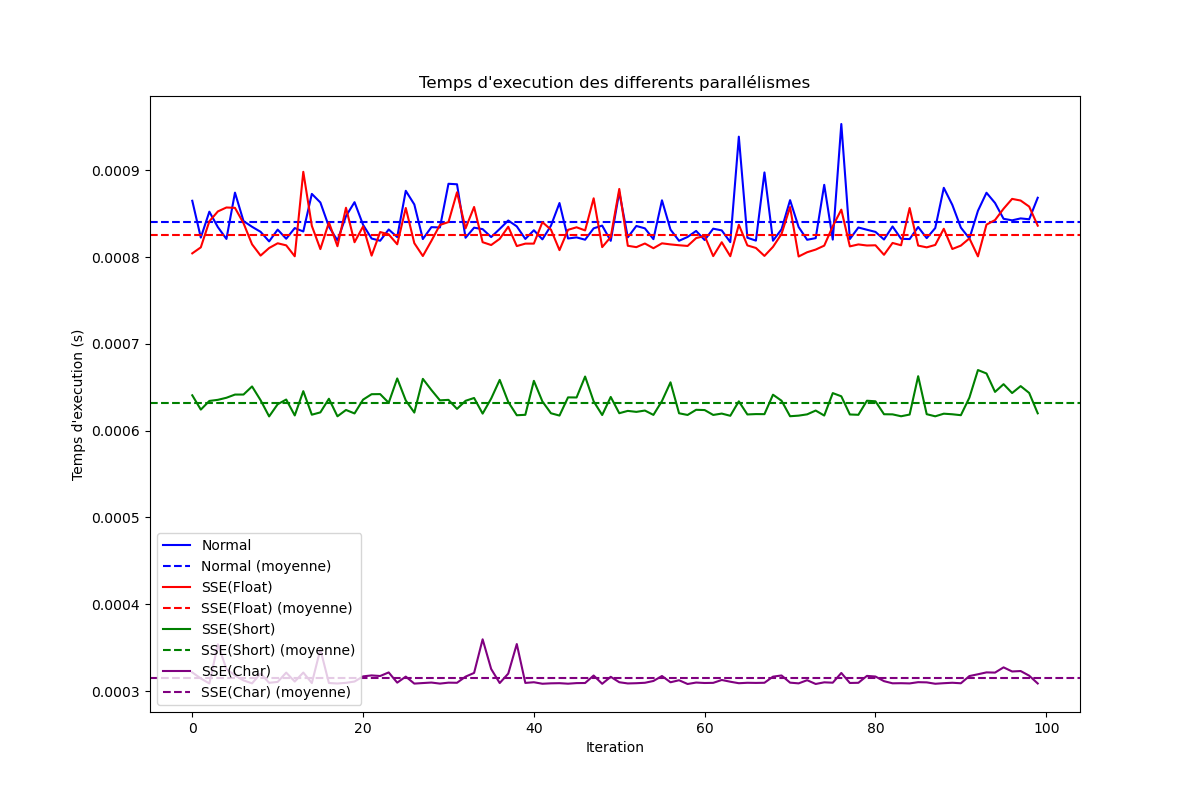 Temps d'execution des differents parallélismes
Temps d'execution (s)
0.0009
0.0008
0.0007
0.0006
0.0005
0.0004
0.0003
Normal
Normal (moyenne)
SSE(Float)
SSE(Float) (moyenne)
SSE(Short)
SSE(Short) (moyenne)
SSE(Char)
SSE(Char) (moyenne)
0 20 40 60 80 100
Iteration